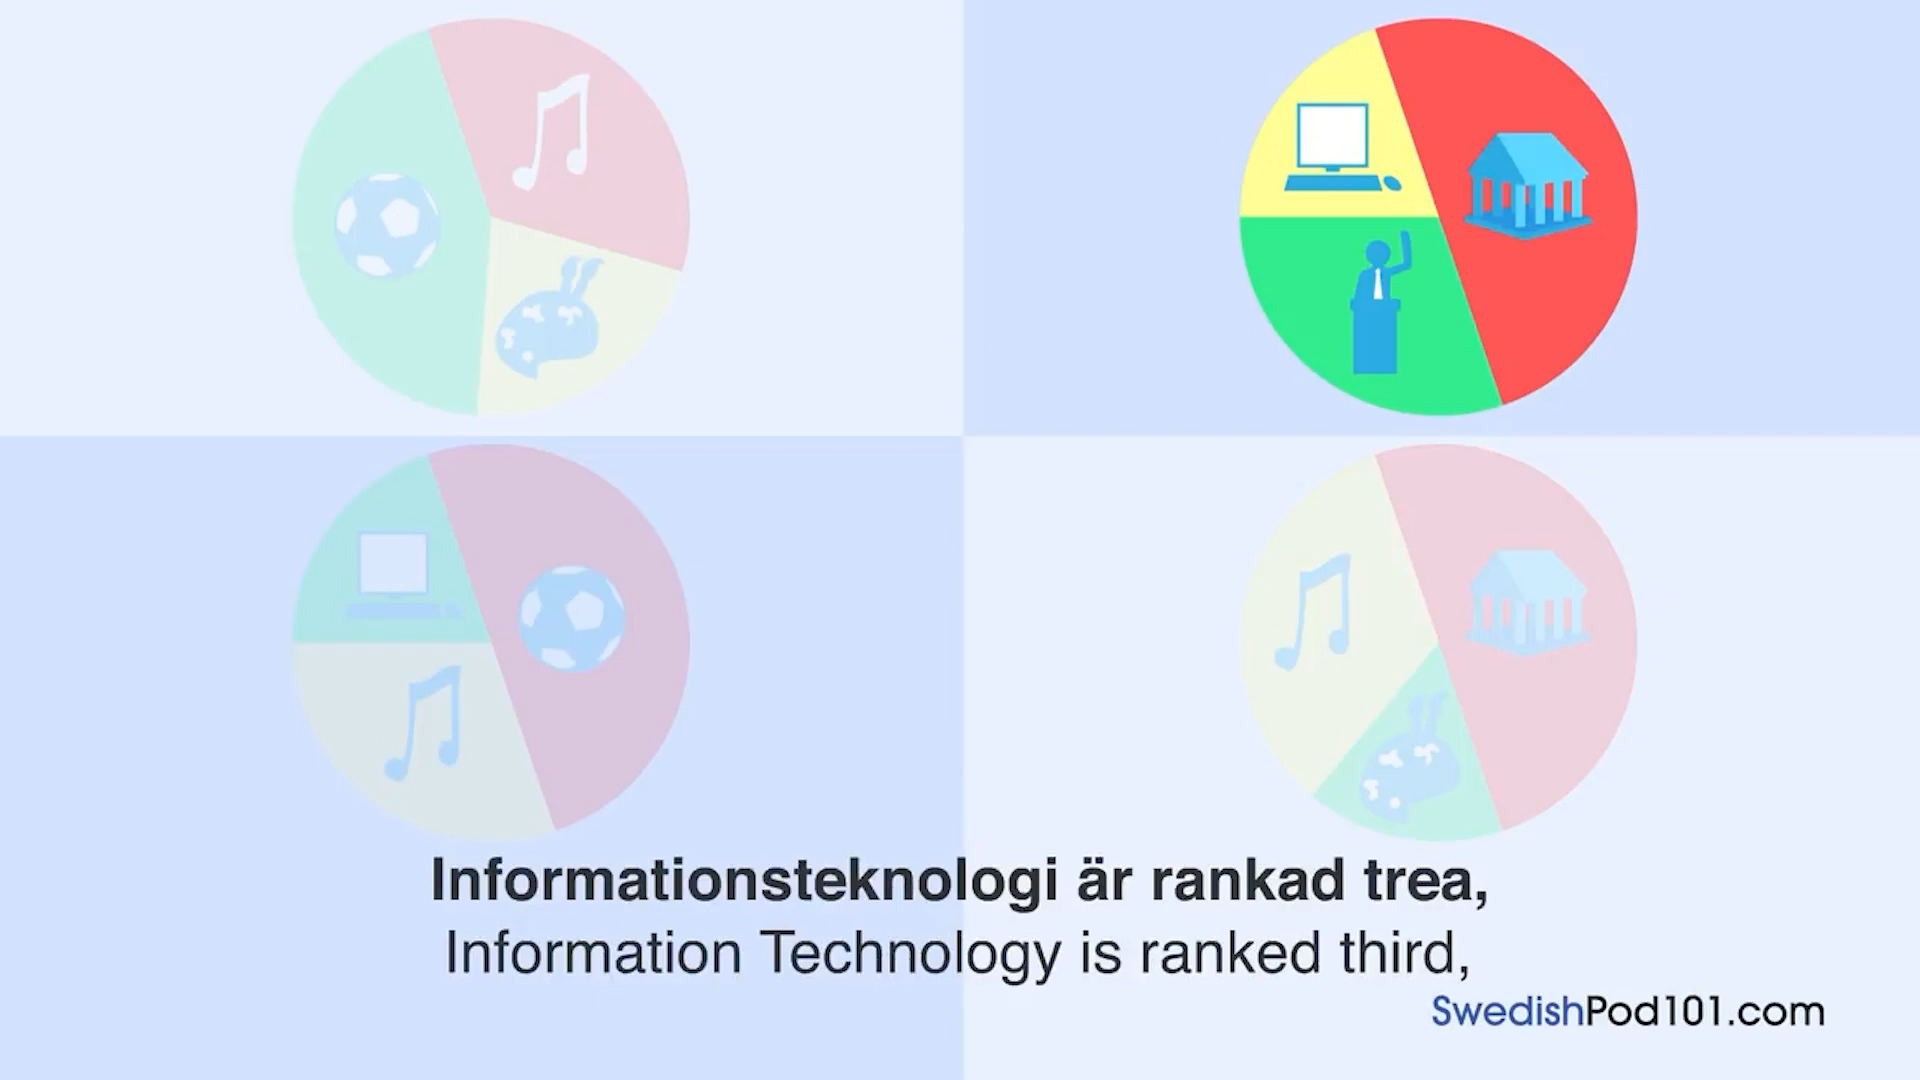 Informationsteknologi är rankad trea,
Information Technology is ranked third,
SwedishPod101.com